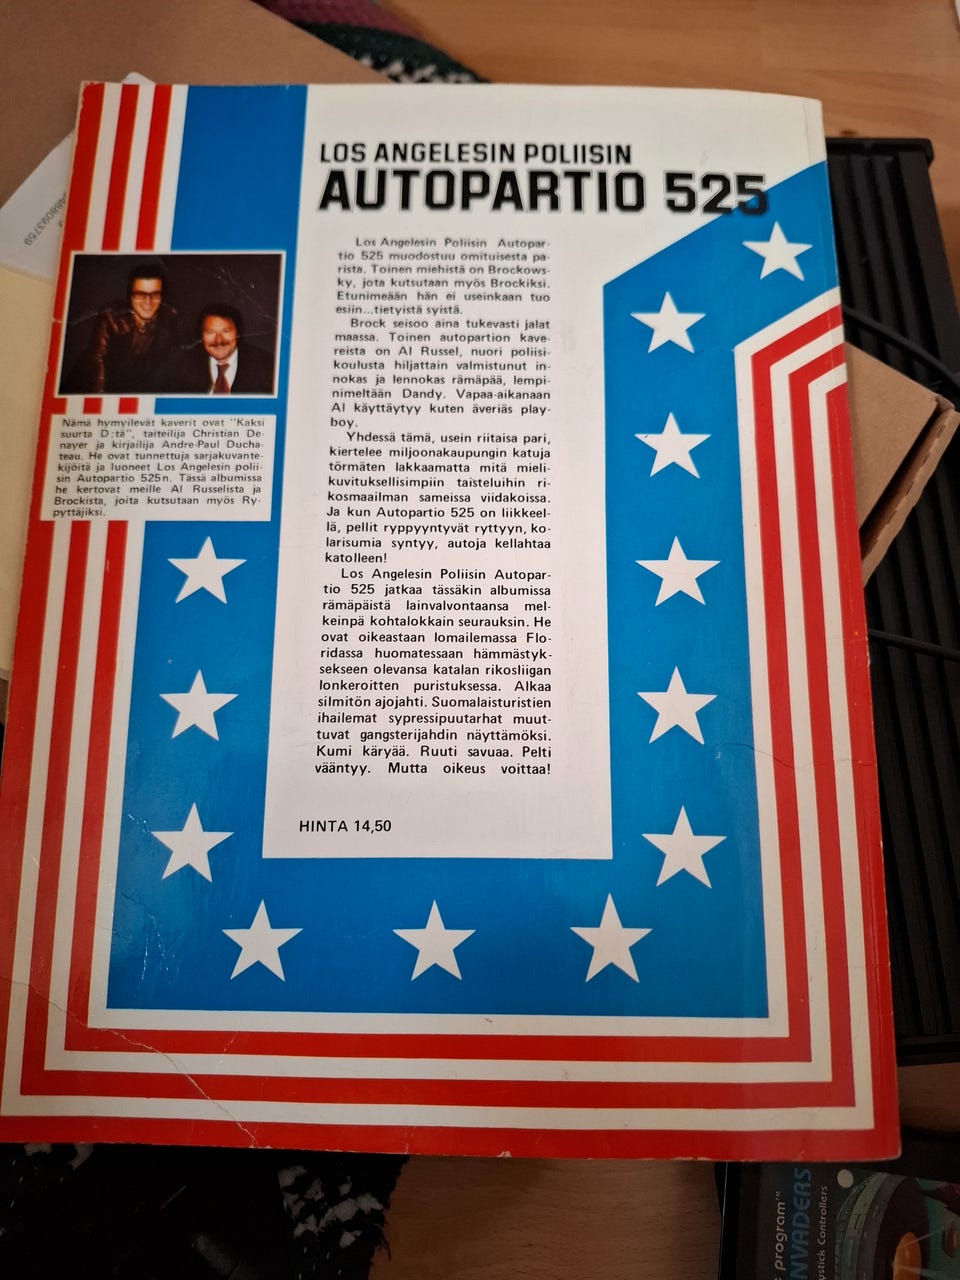 LOS ANGELESIN POLIISIN
AUTOPARTIO 525
Los Angelesin Poliisin Autopar-
tio 525 muodostuu omituisesta pa-
rista. Toinen miehistä on Brockows-
ky, jota kutsutaan myös Brockiksi.
Etunimeään hän ei useinkaan tuo
esiin...tietyistä syistä.
Brock seisoo aina tukevasti jalat
maassa. Toinen autopartion kave-
reista on Al Russel, nuori poliisi-
koulusta hiljattain valmistunut in-
nokas ja lennokas rämäpää, lempi-
nimeltään Dandy. Vapaa-aikanaan
Al käyttäytyy kuten äveriäs play-
boy.
Yhdessä tämä, usein riitaisa pari,
kiertelee miljoonakaupungin katuja
törmäten lakkaamatta mitä mieli-
kuvituksellisimpiin taisteluihin ri-
kosmaailman sameissa viidakoissa.
Ja kun Autopartio 525 on liikkeel-
lä, pellit ryppyyntyvät ryttyyn, ko-
larisumia syntyy, autoja kellahtaa
katolleen!
Los Angelesin Poliisin Autopar-
tio 525 jatkaa tässäkin albumissa
rämäpäistä lainvalvontaansa mel-
keinpä kohtalokkain seurauksin. He
ovat oikeastaan lomailemassa Flo-
ridassa huomatessaan hämmästyk-
sekseen olevansa katalan rikosliigan
lonkeroitten puristuksessa. Alkaa
silmitön ajojahti. Suomalaisturistien
ihailemat sypressipuutarhat muut-
tuvat gangsterijahdin näyttämöksi.
Kumi käryää. Ruuti savuaa. Pelti
vääntyy. Mutta oikeus voittaa!
HINTA 14,50
Nämä hymyilevät kaverit ovat "Kaksi
suurta D:tä", taiteilija Christian De-
nayer ja kirjailija Andre-Paul Ducha-
teau. He ovat tunnettuja sarjakuvante-
kijöitä ja luoneet Los Angelesin polii-
sin Autopartio 525n. Tässä albumissa
he kertovat meille Al Russelista ja
Brockista, joita kutsutaan myös Ry-
pyttäjiksi.
488093759
program™
NVADERS
stick Controllers